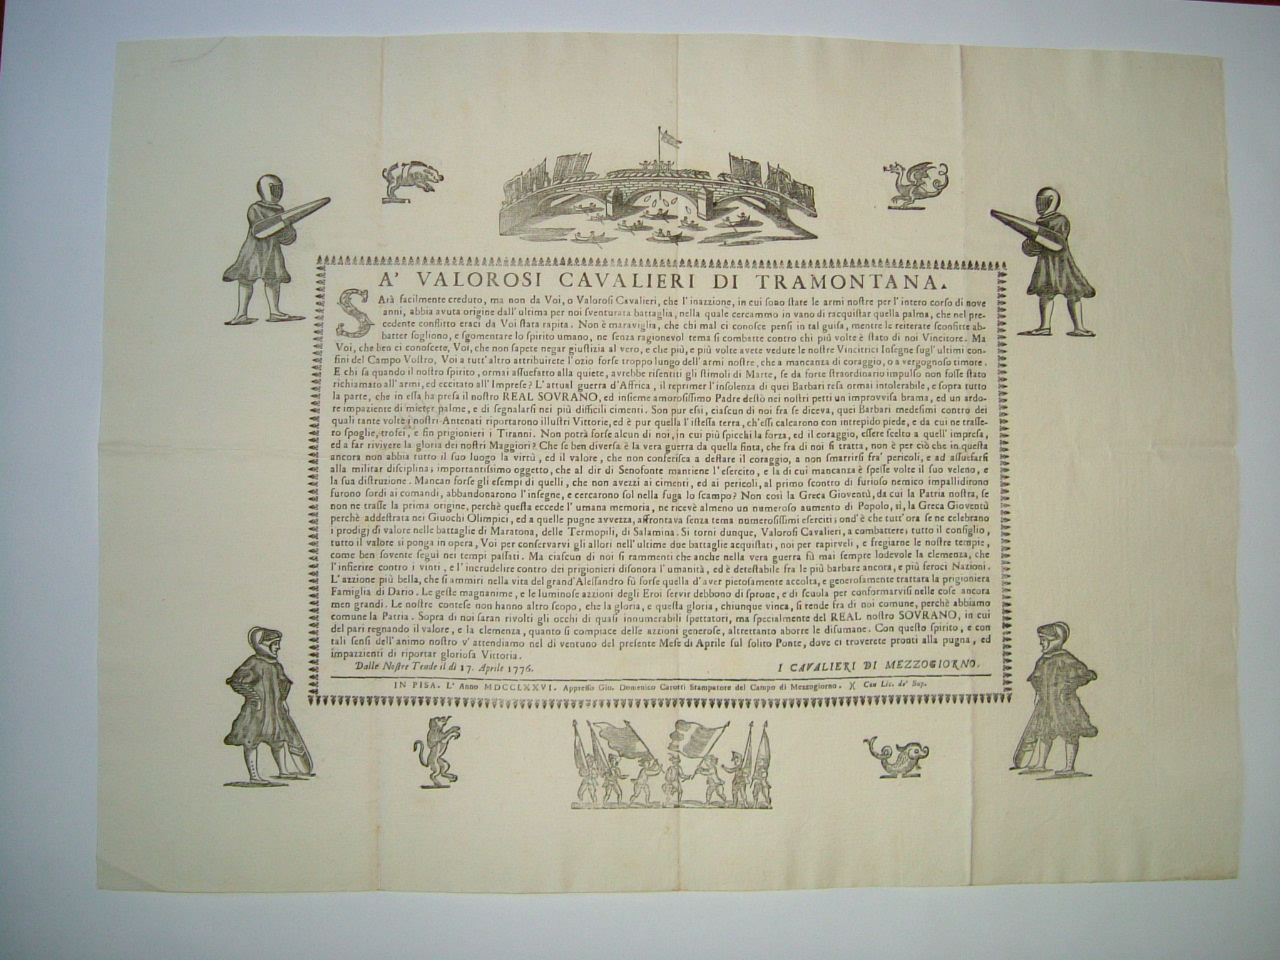 A' VALOROSI CAVALIERI DI TRAMONTANA.
SArà facilmente creduto, ma non da Voi, o Valorosi Cavalieri, che l'inazzione, in cui sono state le armi nostre per l'intero corso di nove
anni, abbia avuta origine dall'ultima per noi sventurata battaglia, nella quale cercammo in vano di racquistar quella palma, che nel pre-
cedente conflitto eraci da Voi stata rapita. Non è maraviglia, che chi mal ci conosce pensi in tal guisa, mentre le reiterate sconfitte ab-
batter sogliono, e sgomentare lo spirito umano, ne senza ragionevol tema si combatte contro chi più volte è stato di noi Vincitore. Ma
Voi, che ben ci conoscete, Voi, che non sapete negar giustizia al vero, e che più, e più volte avete vedute le nostre Vincitrici Insegne sugl' ultimi con-
fini del Campo Vostro, Voi a tutt'altro attribuirete l'ozio forse troppo lungo dell'armi nostre, che a mancanza di coraggio, o a vergognoso timore.
E chi sa quando il nostro spirito, ormai assuefatto alla quiete, avrebbe risentiti gli stimoli di Marte, se da forte straordinario impulso non fosse stato
richiamato all'armi, ed eccitato all'Imprese? L'attual guerra d'Affrica, il reprimer l'insolenza di quei Barbari resa ormai intolerabile, e sopra tutto
la parte, che in essa ha presa il nostro REAL SOVRANO, ed insieme amorosissimo Padre destò nei nostri petti un improvvisa brama, ed un ardo-
re impaziente di mieter palme, e di segnalarsi nei più difficili cimenti. Son pur essi, ciascun di noi fra se diceva, quei Barbari medesimi contro dei
quali tante volte i nostri Antenati riportarono illustri Vittorie, ed è pur quella l'istessa terra, ch'essi calcarono con intrepido piede, e da cui ne trasse-
ro spoglie, trofei, e fin prigionieri i Tiranni. Non potrà forse alcun di noi, in cui più spicchi la forza, ed il coraggio, essere scelto a quell' impresa,
ed a far rivivere la gloria dei nostri Maggiori? Che se ben diversa è la vera guerra da quella finta, che fra di noi si tratta, non è per ciò che in questa
ancora non abbia tutto il suo luogo la virtù, ed il valore, che non conferisca a destare il coraggio, a non smarrirsi fra' pericoli, e ad assuefarsi
alla militar disciplina; importantissimo oggetto, che al dir di Senofonte mantiene l'esercito, e la di cui mancanza è spesse volte il suo veleno, e
la sua distruzione. Mancan forse gli esempi di quelli, che non avezzi ai cimenti, ed ai pericoli, al primo scontro di furioso nemico impallidirono
furono sordi ai comandi, abbandonarono l'insegne, e cercarono sol nella fuga lo scampo? Non così la Greca Gioventù, da cui la Patria nostra, se
non ne trasse la prima origine, perchè questa eccede l'umana memoria, ne ricevè almeno un numeroso aumento di Popolo, sì, la Greca Gioventù
perchè addestrata nei Giuochi Olimpici, ed a quelle pugne avvezza, affrontava senza tema numerosissimi eserciti; ond'è che tutt'ora se ne celebrano
i prodigj di valore nelle battaglie di Maratona, delle Termopili, di Salamina. Si torni dunque, Valorosi Cavalieri, a combattere; tutto il consiglio,
tutto il valore si ponga in opera, Voi per conservarvi gli allori nell'ultime due battaglie acquistati, noi per rapirveli, e fregiarne le nostre tempie,
come ben sovente seguì nei tempi passati. Ma ciascun di noi si rammenti che anche nella vera guerra fù mai sempre lodevole la clemenza, che
l'infierire contro i vinti, e l'incrudelire contro dei prigionieri disonora l'umanità, ed è detestabile fra le più barbare ancora, e più feroci Nazioni.
L'azzione più bella, che si ammiri nella vita del grand'Alessandro fù forse quella d'aver pietosamente accolta, e generosamente trattata la prigioniera
Famiglia di Dario. Le geste magnanime, e le luminose azzioni degli Eroi servir debbono di sprone, e di scuola per conformarvisi nelle cose ancora
men grandi. Le nostre contese non hanno altro scopo, che la gloria, e questa gloria, chiunque vinca, si rende fra di noi comune, perchè abbiamo
comune la Patria. Sopra di noi saran rivolti gli occhi di quasi innumerabili spettatori, ma specialmente del REAL nostro SOVRANO, in cui
del pari regnando il valore, e la clemenza, quanto si compiace delle azzioni generose, altrettanto aborre le disumane. Con questo spirito, e con
tali sensi dell'animo nostro v'attendiamo nel dì ventuno del presente Mese di Aprile sul solito Ponte, dove ci troverete pronti alla pugna, ed
impazzienti di riportar gloriosa Vittoria.
Dalle Nostre Tende il dì 17. Aprile 1776.
I CAVALIERI DI MEZZOGIORNO.
IN PISA. L'Anno MDCCLXXVI. Appresso Gio. Domenico Carotti Stampatore del Campo di Mezzogiorno. )( Con Lic. de' Sup.